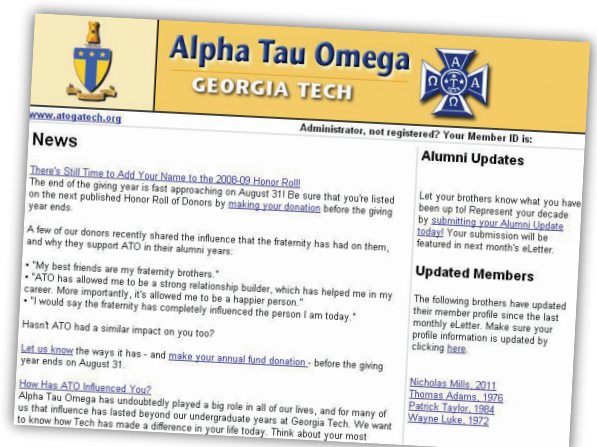 Alpha Tau Omega
GEORGIA TECH
Α
Ω Α
Ω
www.atogatech.org
Administrator, not registered? Your Member ID is:
News
There's Still Time to Add Your Name to the 2008-09 Honor Roll!
The end of the giving year is fast approaching on August 31! Be sure that you're listed
on the next published Honor Roll of Donors by making your donation before the giving
year ends.
A few of our donors recently shared the influence that the fraternity has had on them,
and why they support ATO in their alumni years:
• "My best friends are my fraternity brothers."
• "ATO has allowed me to be a strong relationship builder, which has helped me in my
career. More importantly, it's allowed me to be a happier person."
• "I would say the fraternity has completely influenced the person I am today."
Hasn't ATO had a similar impact on you too?
Let us know the ways it has - and make your annual fund donation - before the giving
year ends on August 31.
How Has ATO Influenced You?
Alpha Tau Omega has undoubtedly played a big role in all of our lives, and for many of
us that influence has lasted beyond our undergraduate years at Georgia Tech. We want
to know how Tech has made a difference in your life today. Think about your most
Alumni Updates
Let your brothers know what you have
been up to! Represent your decade
by submitting your Alumni Update
today! Your submission will be
featured in next month's eLetter.
Updated Members
The following brothers have updated
their member profile since the last
monthly eLetter. Make sure your
profile information is updated by
clicking here.
Nicholas Mills, 2011
Thomas Adams, 1976
Patrick Taylor, 1984
Wayne Luke, 1972